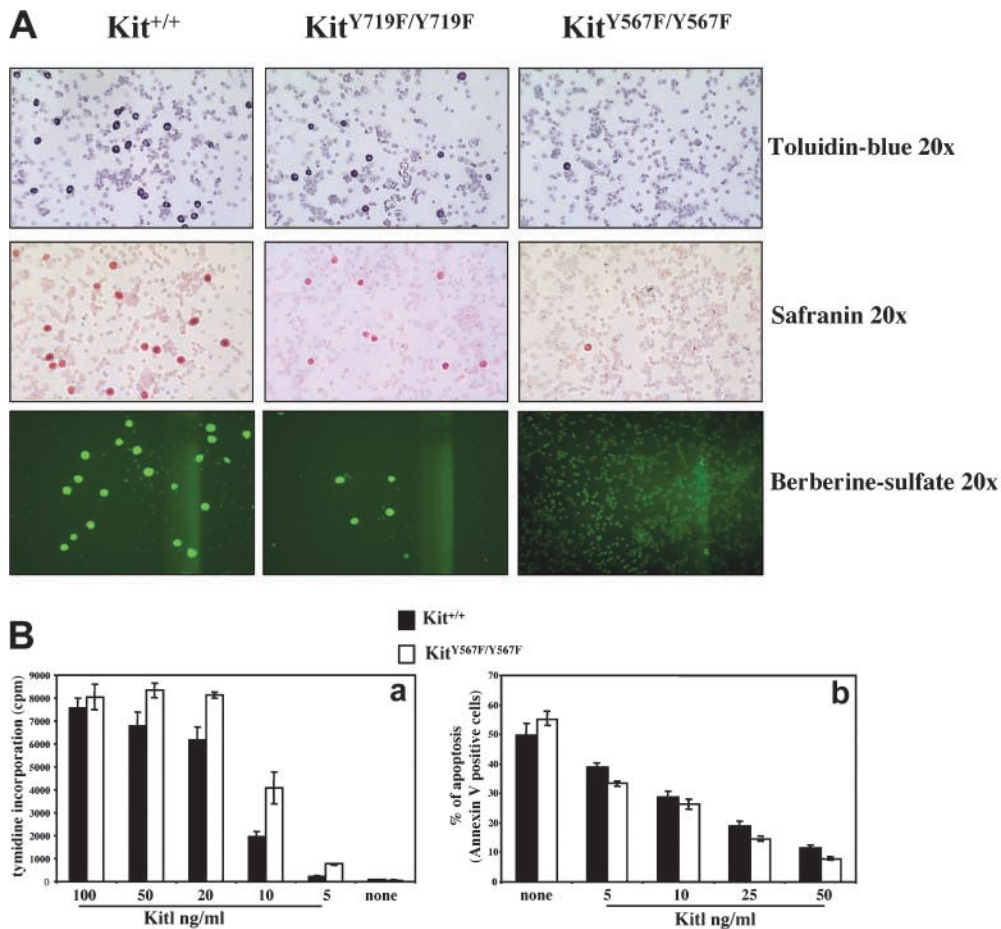 A
Kit+/+ KitY719F/Y719F KitY567F/Y567F
Toluidin-blue 20x
Safranin 20x
Berberine-sulfate 20x
B
Kit+/+
KitY567F/Y567F
a
tymidine incorporation (cpm)
9000
8000
7000
6000
5000
4000
3000
2000
1000
0
100 50 20 10 5 none
Kitl ng/ml
b
% of apoptosis
(Annexin V positive cells)
70
60
50
40
30
20
10
0
none 5 10 25 50
Kitl ng/ml